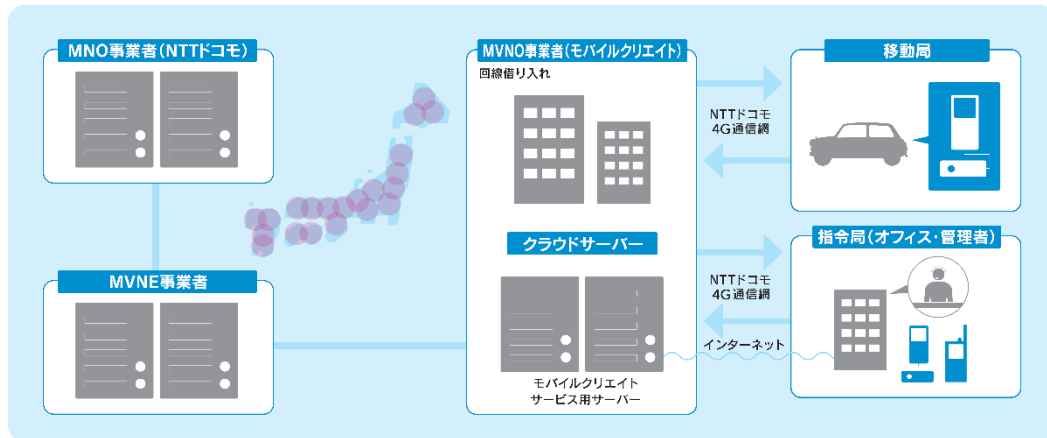 MNO事業者(NTTドコモ)
MVNE事業者
MVNO事業者(モバイルクリエイト)
回線借り入れ
クラウドサーバー
モバイルクリエイト
サービス用サーバー
NTTドコモ
4G通信網
移動局
NTTドコモ
4G通信網
インターネット
指令局(オフィス・管理者)